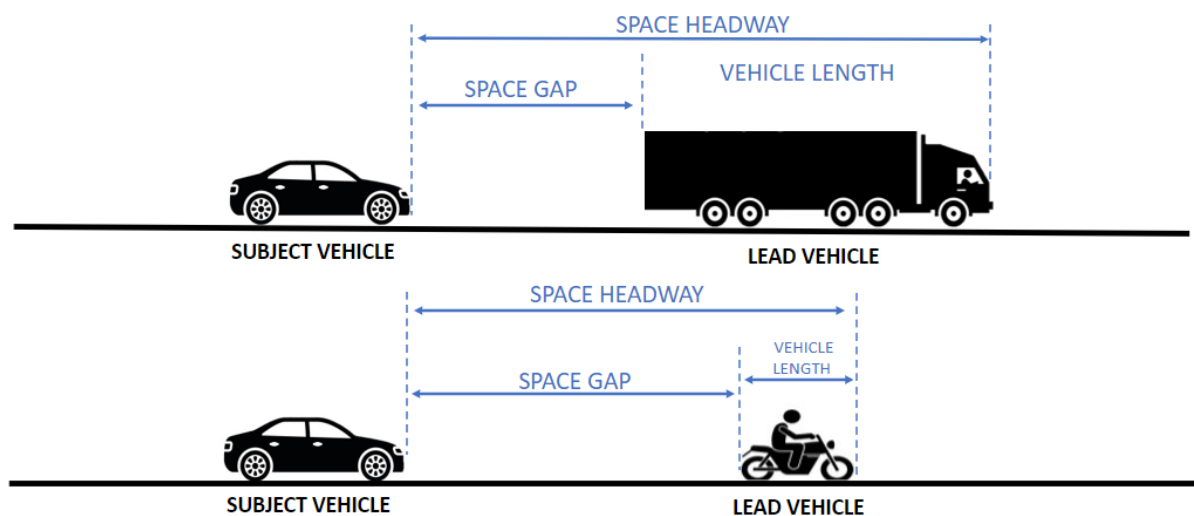 SPACE HEADWAY
VEHICLE LENGTH
SPACE GAP
SUBJECT VEHICLE
LEAD VEHICLE
SPACE HEADWAY
VEHICLE
LENGTH
SPACE GAP
SUBJECT VEHICLE
LEAD VEHICLE